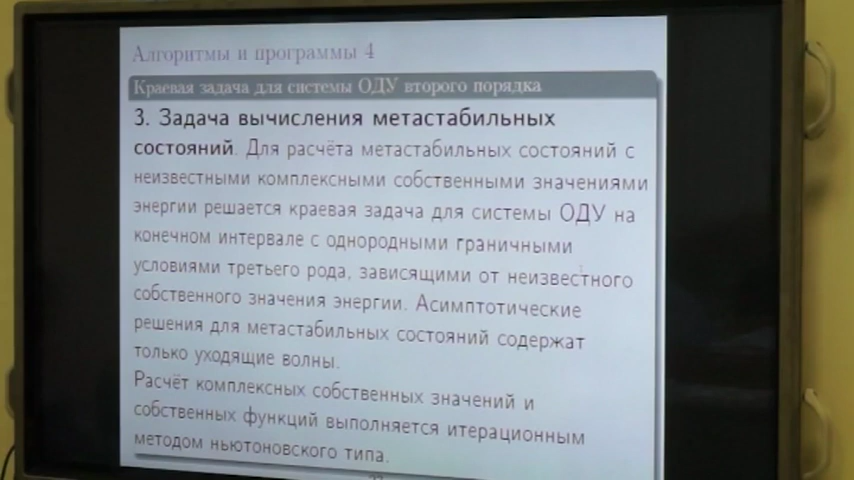 Алгоритмы и программы 4
Краевая задача для системы ОДУ второго порядка
3. Задача вычисления метастабильных
состояний. Для расчёта метастабильных состояний с
неизвестными комплексными собственными значениями
энергии решается краевая задача для системы ОДУ на
конечном интервале с однородными граничными
условиями третьего рода, зависящими от неизвестного
собственного значения энергии. Асимптотические
решения для метастабильных состояний содержат
только уходящие волны.
Расчёт комплексных собственных значений и
собственных функций выполняется итерационным
методом ньютоновского типа.